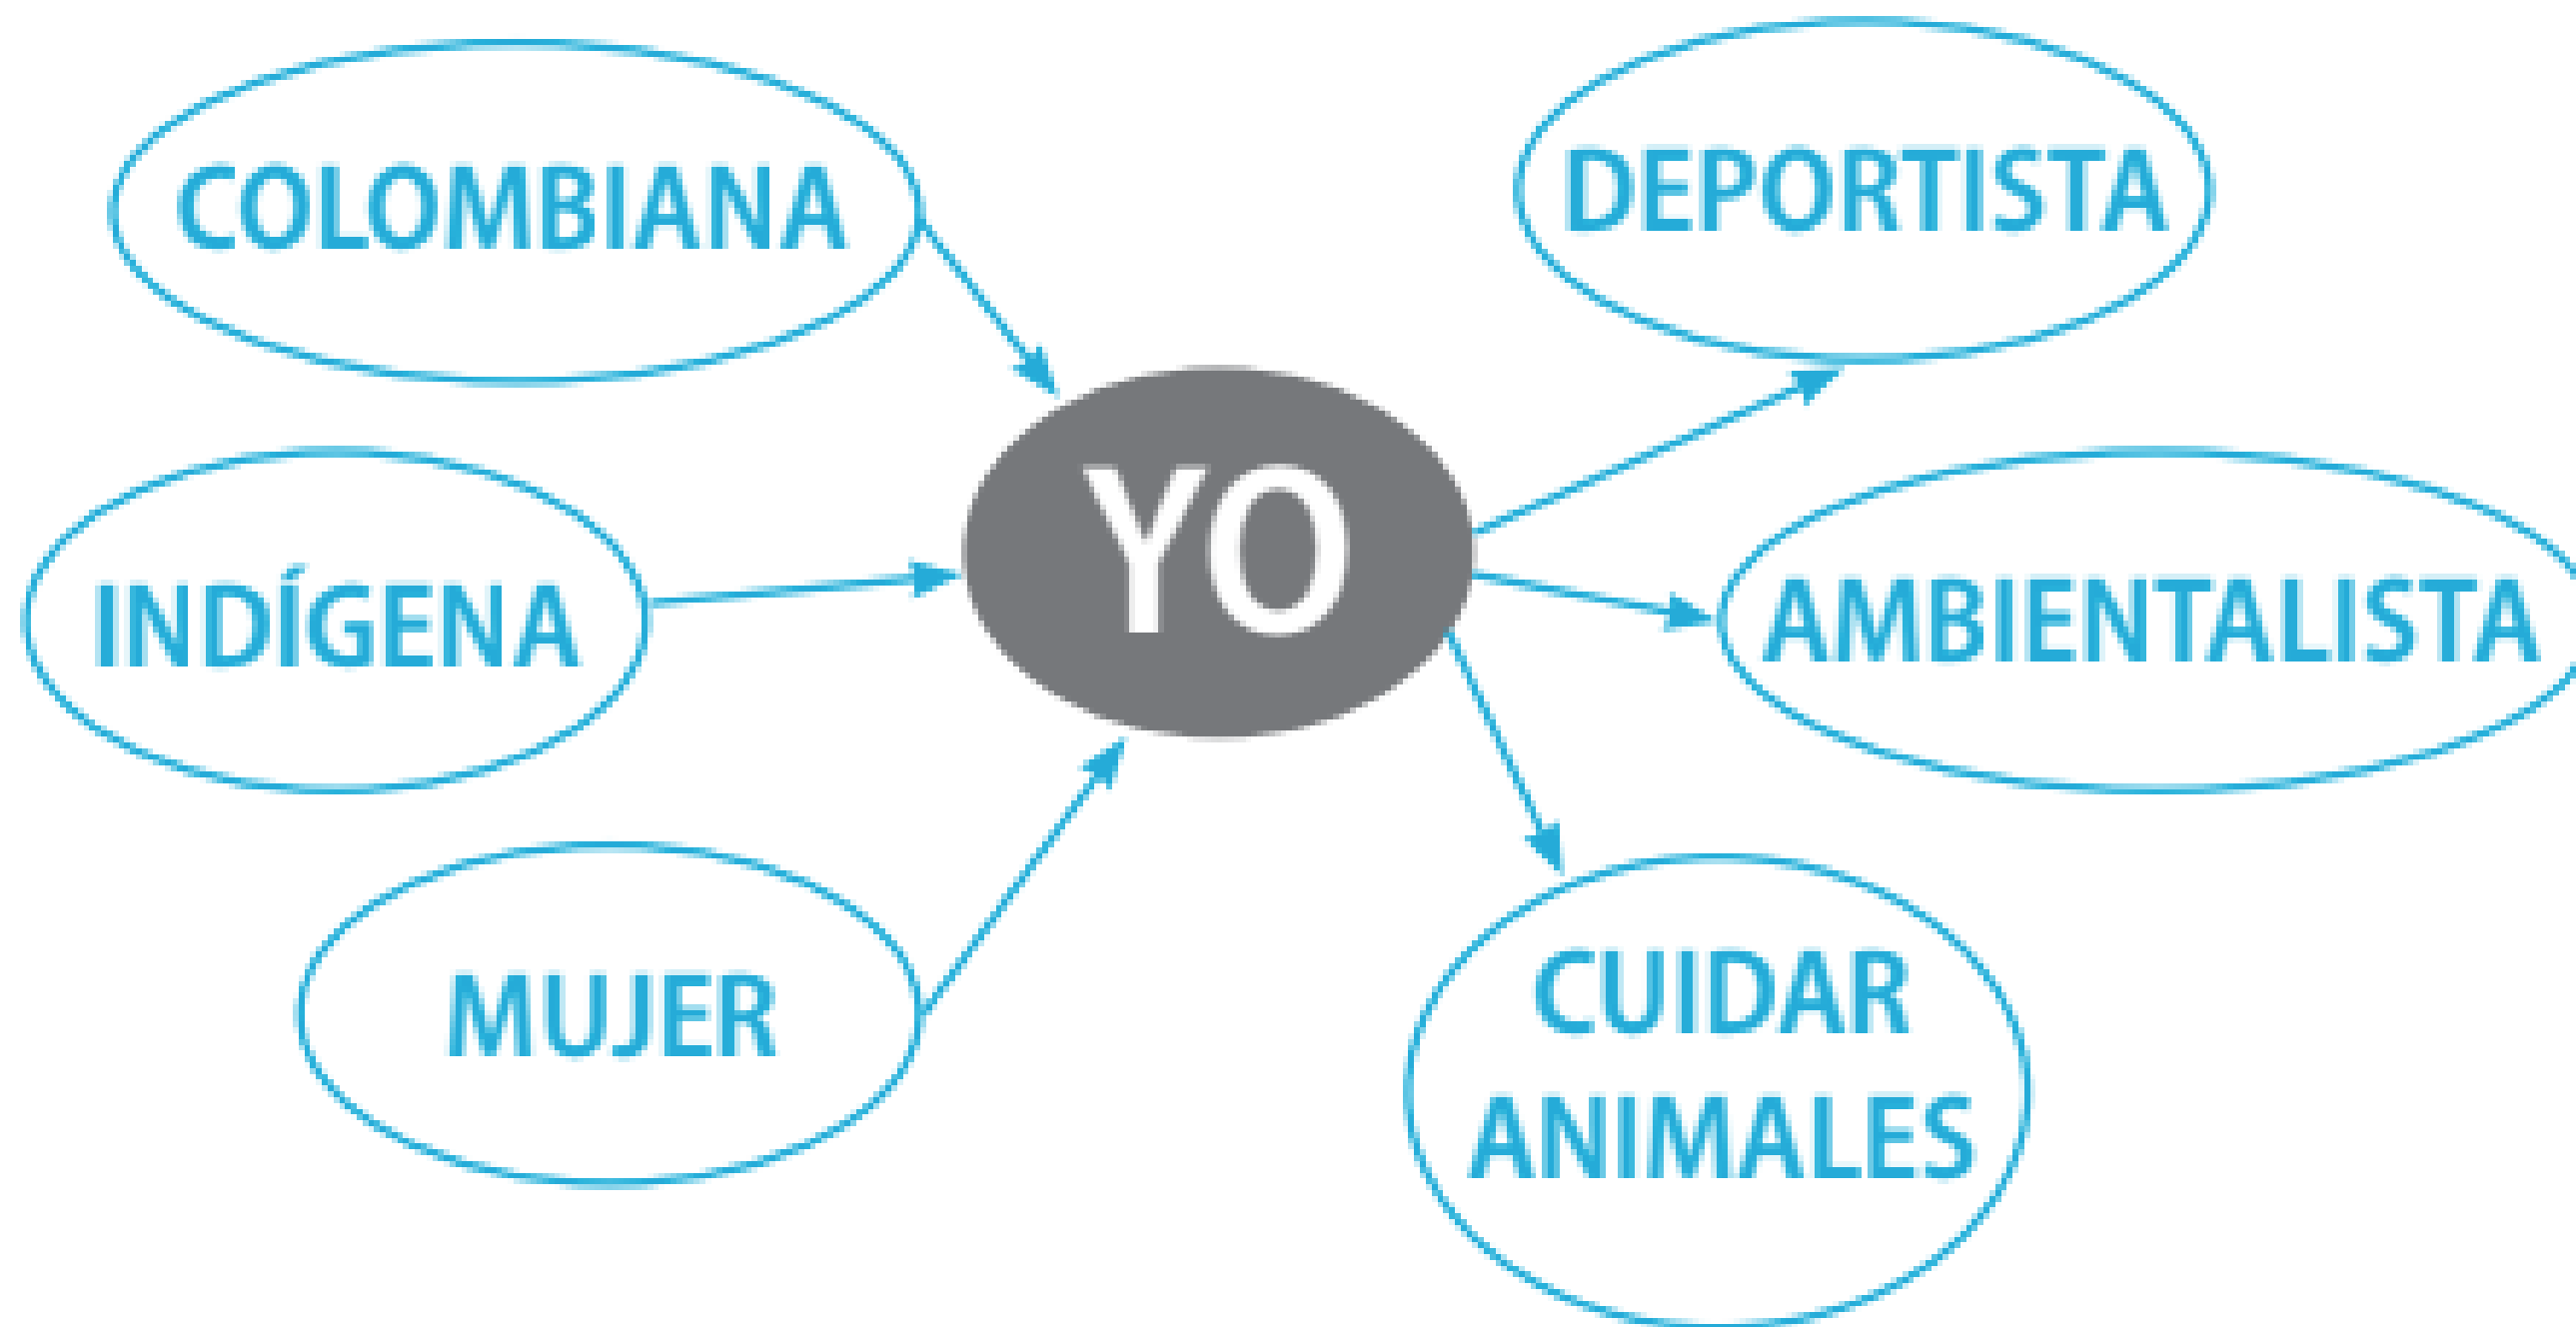 COLOMBIANA
INDÍGENA
MUJER
YO
DEPORTISTA
AMBIENTALISTA
CUIDAR
ANIMALES